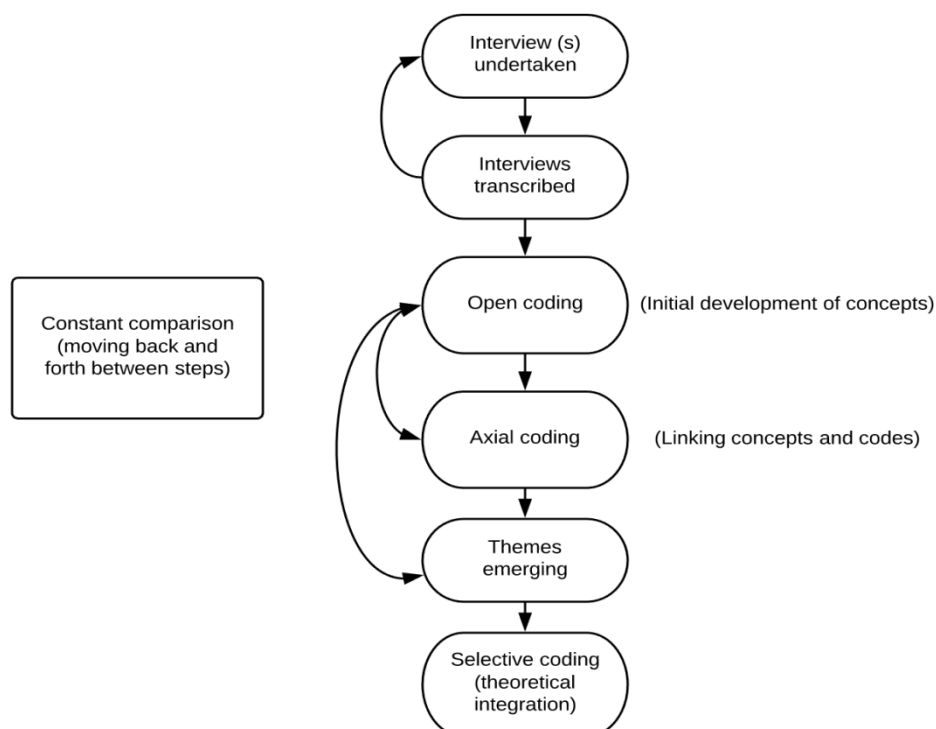 Interview (s)
undertaken
Interviews
transcribed
Open coding
(Initial development of concepts)
Constant comparison
(moving back and
forth between steps)
Axial coding
(Linking concepts and codes)
Themes
emerging
Selective coding
(theoretical
integration)